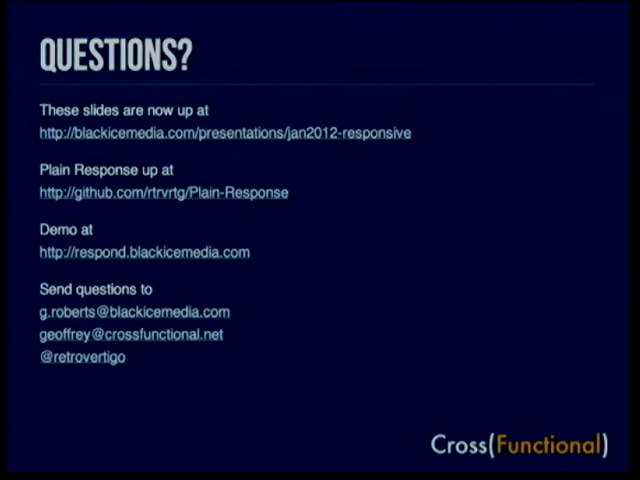 QUESTIONS?
These slides are now up at
http://blackicemedia.com/presentations/jan2012-responsive
Plain Response up at
http://github.com/rtrvrtg/Plain-Response
Demo at
http://respond.blackicemedia.com
Send questions to
g.roberts@blackicemedia.com
geoffrey@crossfunctional.net
@retrovertigo
Cross(Functional)